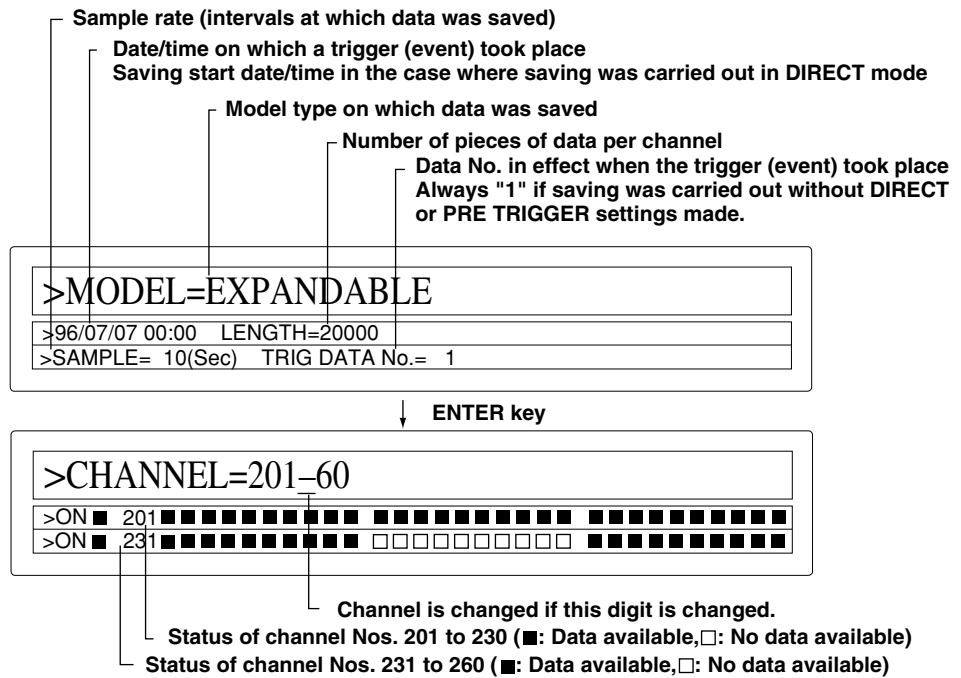 Sample rate (intervals at which data was saved)
Date/time on which a trigger (event) took place
Saving start date/time in the case where saving was carried out in DIRECT mode
Model type on which data was saved
Number of pieces of data per channel
Data No. in effect when the trigger (event) took place
Always "1" if saving was carried out without DIRECT
or PRE TRIGGER settings made.
>MODEL=EXPANDABLE
>96/07/07 00:00 LENGTH=20000
>SAMPLE= 10(Sec) TRIG DATA No.= 1
ENTER key
>CHANNEL=201–60
>ON ■ 201 ■■■■■■■■■■ ■■■■■■■■■■ ■■■■■■■■■■
>ON ■ 231 ■■■■■■■■■■ □□□□□□□□□□ ■■■■■■■■■■
Channel is changed if this digit is changed.
Status of channel Nos. 201 to 230 (■: Data available,□: No data available)
Status of channel Nos. 231 to 260 (■: Data available,□: No data available)